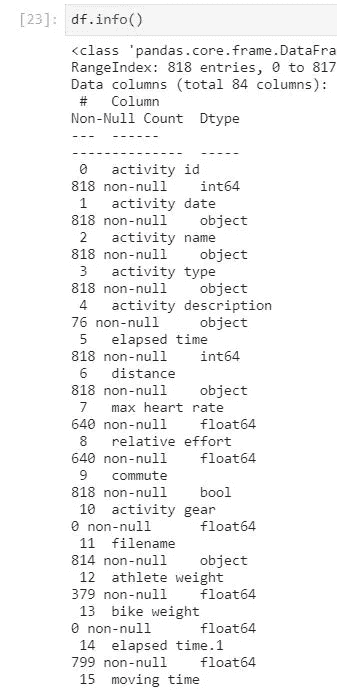 [23]: df.info()
<class 'pandas.core.frame.DataFra
RangeIndex: 818 entries, 0 to 817
Data columns (total 84 columns):
 #   Column
Non-Null Count  Dtype
---  ------
--------------  -----
 0   activity id
818 non-null    int64
 1   activity date
818 non-null    object
 2   activity name
818 non-null    object
 3   activity type
818 non-null    object
 4   activity description
76 non-null     object
 5   elapsed time
818 non-null    int64
 6   distance
818 non-null    object
 7   max heart rate
640 non-null    float64
 8   relative effort
640 non-null    float64
 9   commute
818 non-null    bool
 10  activity gear
0 non-null      float64
 11  filename
814 non-null    object
 12  athlete weight
379 non-null    float64
 13  bike weight
0 non-null      float64
 14  elapsed time.1
799 non-null    float64
 15  moving time